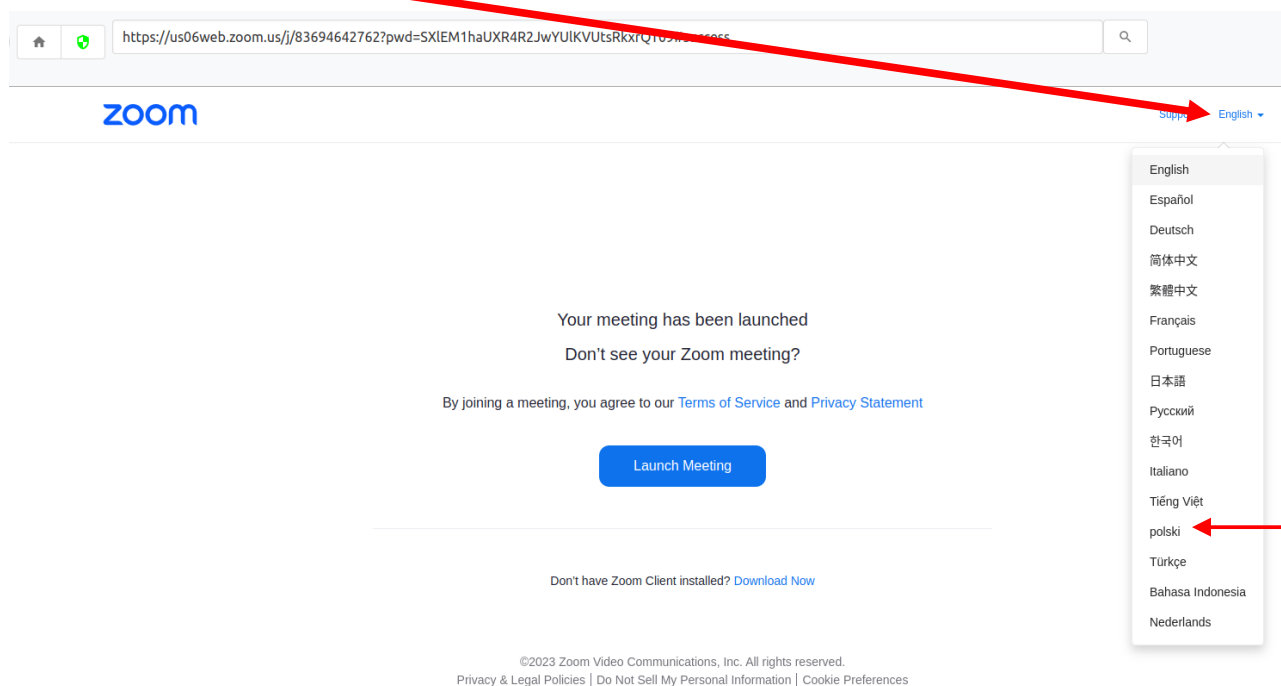 https://us06web.zoom.us/j/83694642762?pwd=
zoom
English
English
Español
Deutsch
简体中文
繁體中文
Français
Portuguese
日本語
Русский
한국어
Italiano
Tiếng Việt
polski
Türkçe
Bahasa Indonesia
Nederlands
Your meeting has been launched
Don't see your Zoom meeting?
By joining a meeting, you agree to our Terms of Service and Privacy Statement
Launch Meeting
Don't have Zoom Client installed? Download Now
©2023 Zoom Video Communications, Inc. All rights reserved.
Privacy & Legal Policies | Do Not Sell My Personal Information | Cookie Preferences